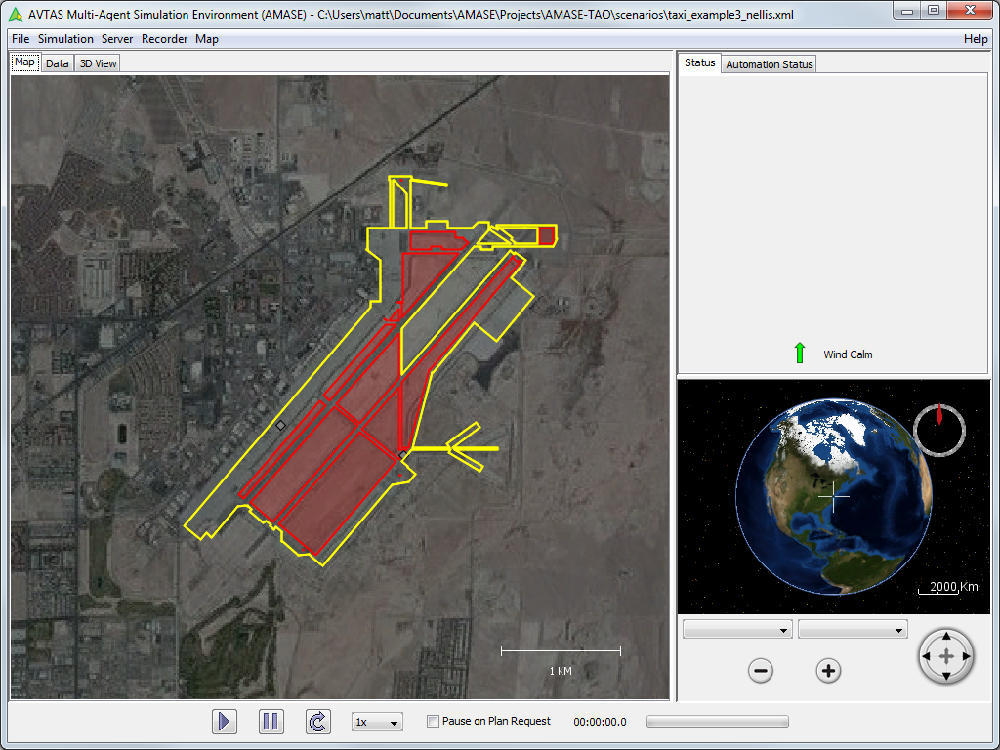 AVTAS Multi-Agent Simulation Environment (AMASE) - C:\Users\matt\Documents\AMASE\Projects\AMASE-TAO\scenarios\taxi_example3_nellis.xml
File Simulation Server Recorder Map Help
Map Data 3D View
Status Automation Status
Wind Calm
2000 Km
1 KM
1x Pause on Plan Request 00:00:00.0